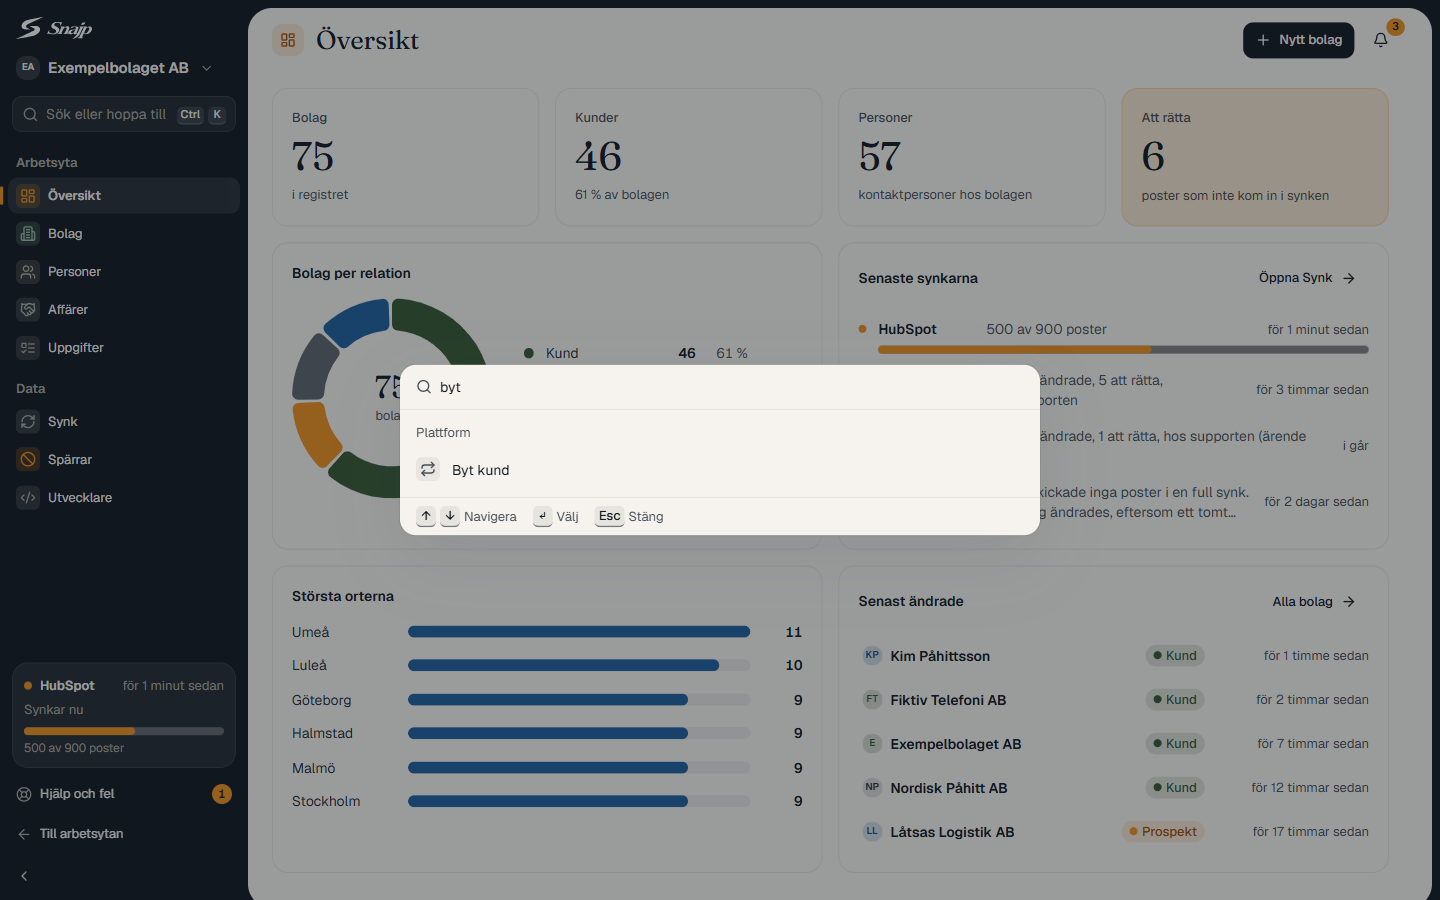 Snajp
EA Exempelbolaget AB
Sök eller hoppa till Ctrl K
Arbetsyta
Översikt
Bolag
Personer
Affärer
Uppgifter
Data
Synk
Spärrar
Utvecklare
HubSpot för 1 minut sedan
Synkar nu
500 av 900 poster
Hjälp och fel 1
Till arbetsytan
Översikt
Nytt bolag
3
Bolag
75
i registret
Kunder
46
61 % av bolagen
Personer
57
kontaktpersoner hos bolagen
Att rätta
6
poster som inte kom in i synken
Bolag per relation
Kund 46 61 %
Senaste synkarna
Öppna Synk
HubSpot 500 av 900 poster för 1 minut sedan
ändrade, 5 att rätta,
för 3 timmar sedan
ändrade, 1 att rätta, hos supporten (ärende
i går
inga poster i en full synk.
ändrades, eftersom ett tomt…
för 2 dagar sedan
byt
Plattform
Byt kund
Navigera Välj Esc Stäng
Största orterna
Umeå 11
Luleå 10
Göteborg 9
Halmstad 9
Malmö 9
Stockholm 9
Senast ändrade
Alla bolag
KP Kim Påhittsson Kund för 1 timme sedan
FT Fiktiv Telefoni AB Kund för 2 timmar sedan
E Exempelbolaget AB Kund för 7 timmar sedan
NP Nordisk Påhitt AB Kund för 12 timmar sedan
LL Låtsas Logistik AB Prospekt för 17 timmar sedan